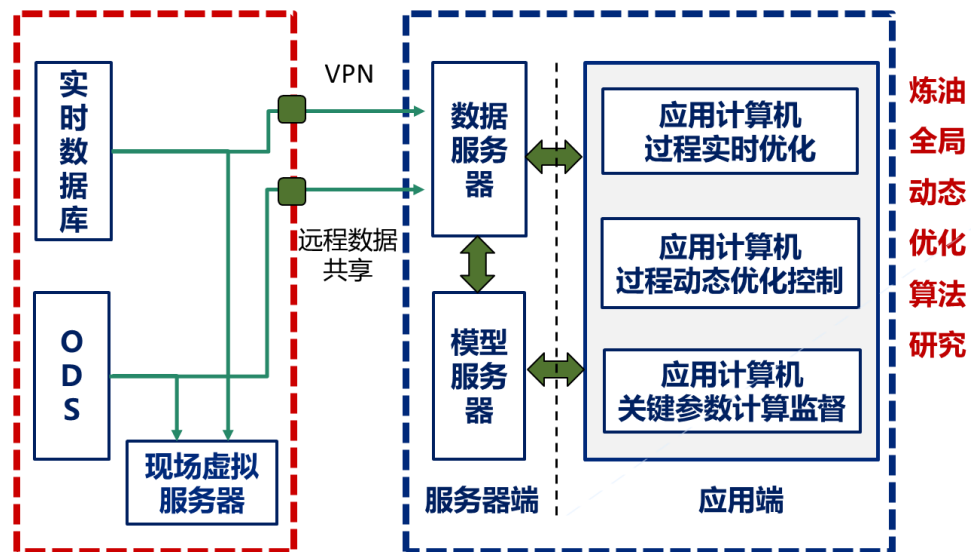 实
时
数
据
库
O
D
S
现场虚拟
服务器
VPN
远程数据
共享
数据
服务
器
模型
服务
器
服务器端
应用计算机
过程实时优化
应用计算机
过程动态优化控制
应用计算机
关键参数计算监督
应用端
炼油
全局
动态
优化
算法
研究